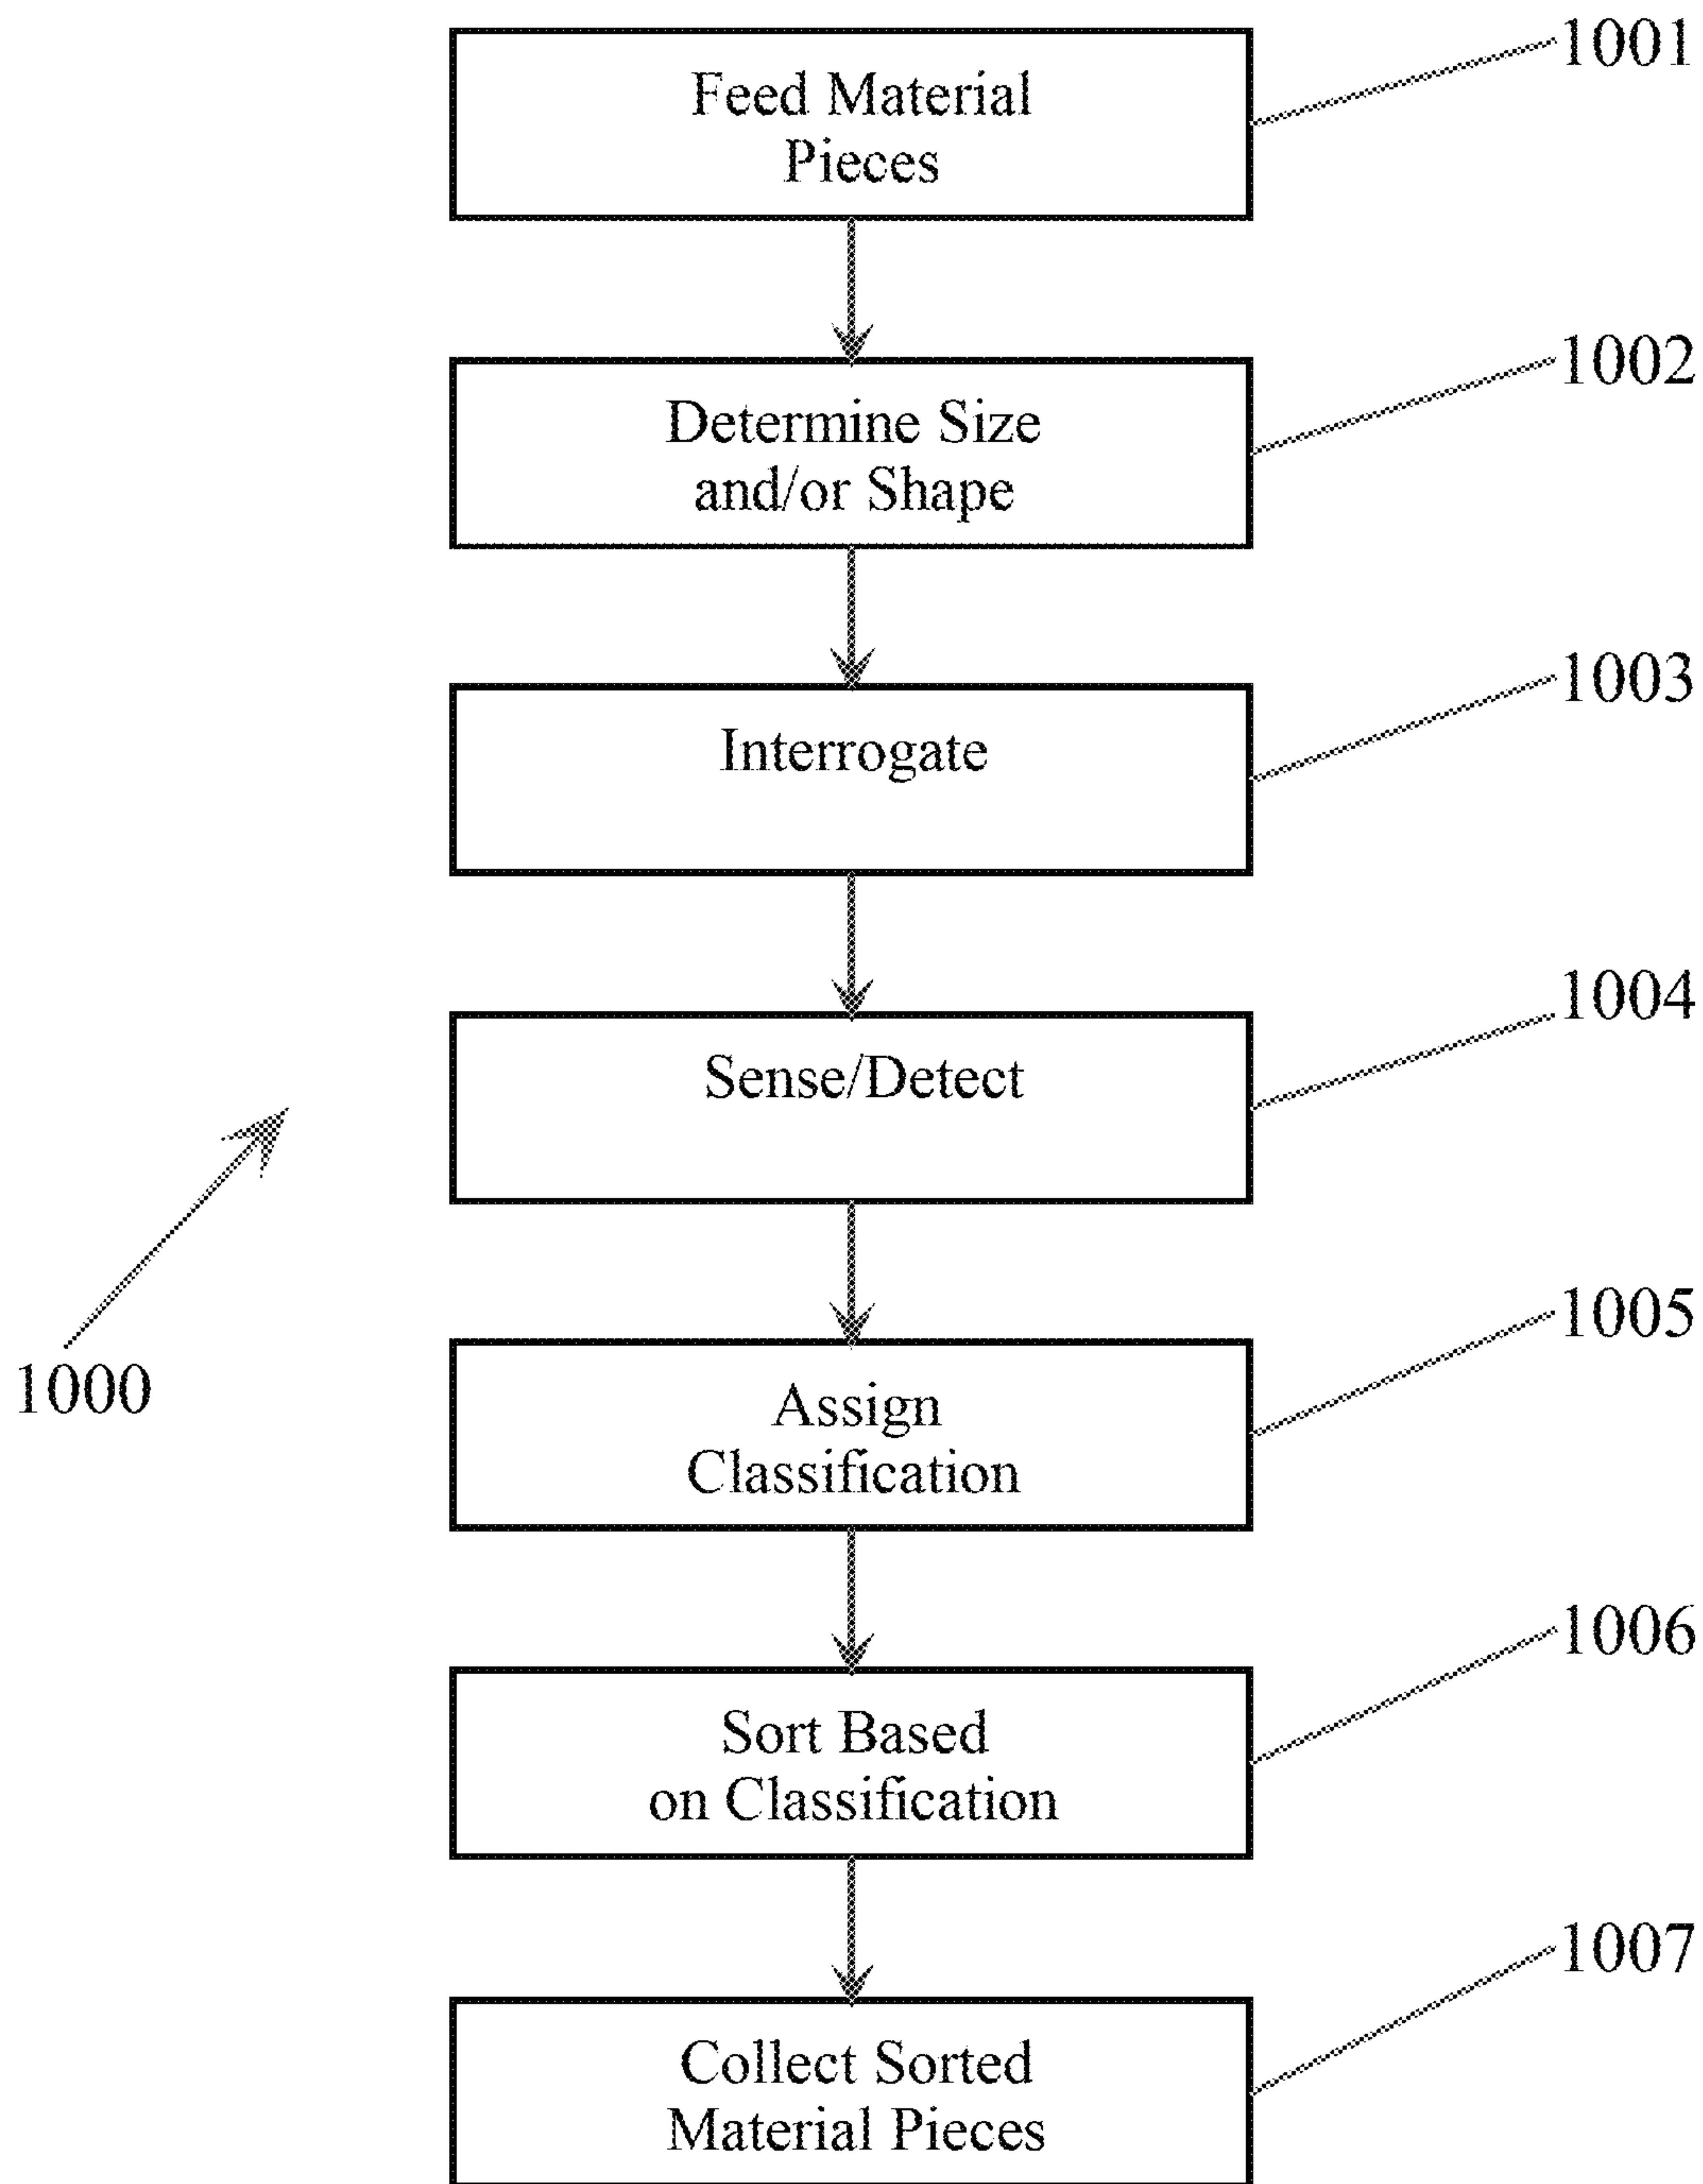 Feed Material
Pieces
1001
Determine Size
and/or Shape
1002
Interrogate
1003
Sense/Detect
1004
1000
Assign
Classification
1005
Sort Based
on Classification
1006
Collect Sorted
Material Pieces
1007